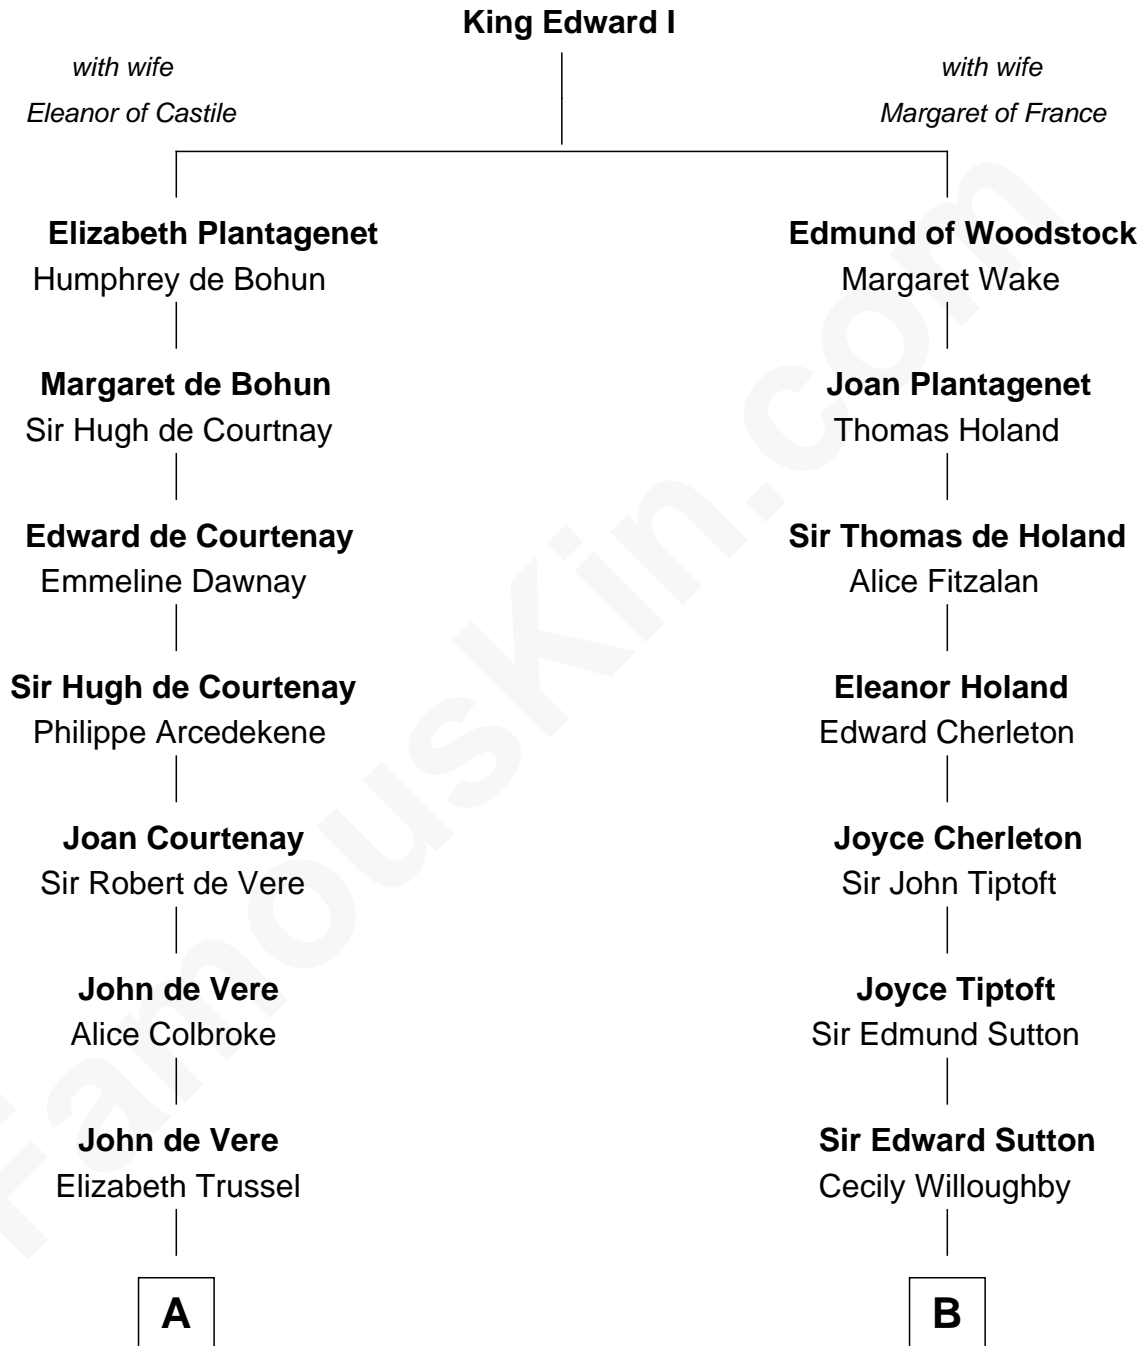 King Edward I
with wife
Eleanor of Castile
with wife
Margaret of France
Elizabeth Plantagenet
Humphrey de Bohun
Edmund of Woodstock
Margaret Wake
Margaret de Bohun
Sir Hugh de Courtnay
Joan Plantagenet
Thomas Holand
Edward de Courtenay
Emmeline Dawnay
Sir Thomas de Holand
Alice Fitzalan
Sir Hugh de Courtenay
Philippe Arcedekene
Eleanor Holand
Edward Cherleton
Joan Courtenay
Sir Robert de Vere
Joyce Cherleton
Sir John Tiptoft
John de Vere
Alice Colbroke
Joyce Tiptoft
Sir Edmund Sutton
John de Vere
Elizabeth Trussel
Sir Edward Sutton
Cecily Willoughby
A
B
FamousKin.com